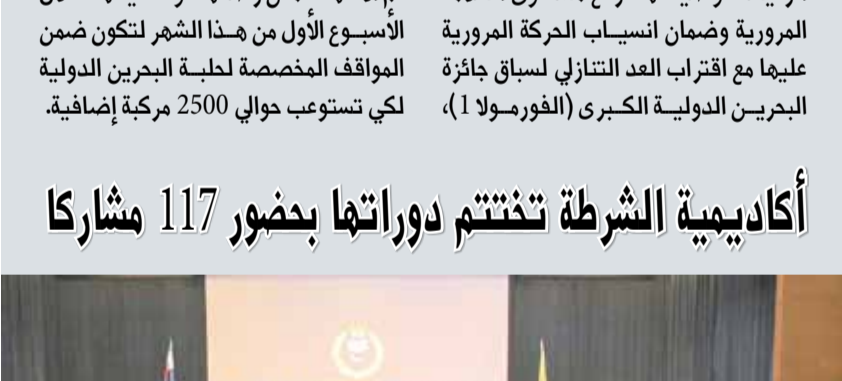 المرورية وضمان انسياب الحركة المرورية
عليها مع اقتراب العد التنازلي لسباق جائزة
البحرين الدولية الكبرى (الفورمولا 1)،
الأسبوع الأول من هذا الشهر لتكون ضمن
المواقف المخصصة لحلبة البحرين الدولية
لكي تستوعب حوالي 2500 مركبة إضافية.
أكاديمية الشرطة تختتم دوراتها بحضور 117 مشاركا